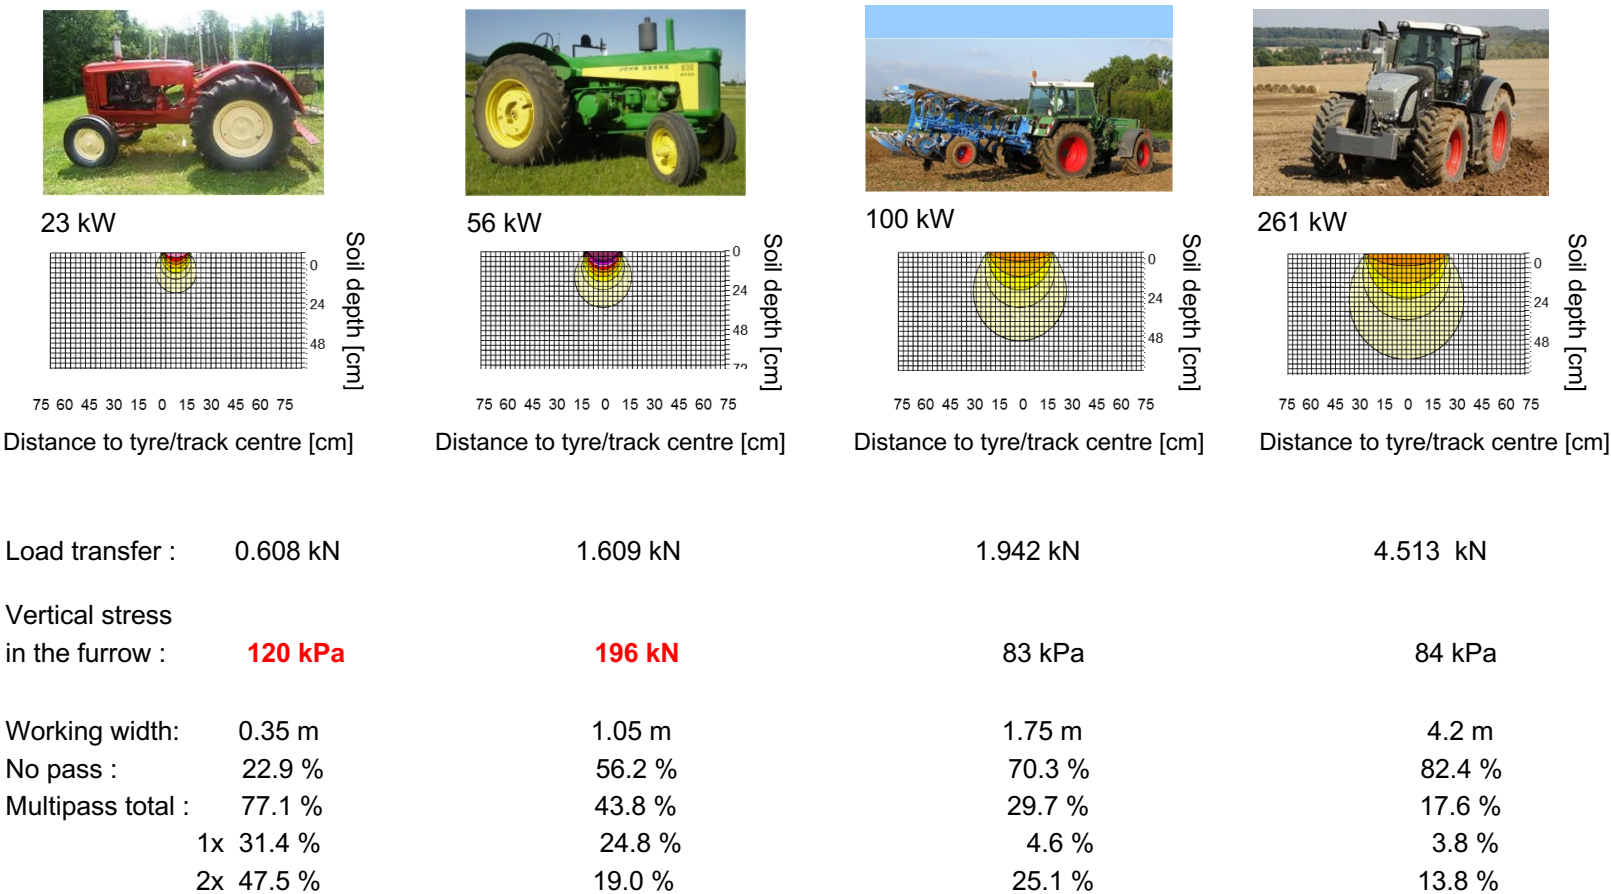 JOHN DEERE 830
23 kW 56 kW 100 kW 261 kW
0 24 48 Soil depth [cm]
0 24 48 72 Soil depth [cm]
0 24 48 Soil depth [cm]
0 24 48 Soil depth [cm]
75 60 45 30 15 0 15 30 45 60 75 75 60 45 30 15 0 15 30 45 60 75 75 60 45 30 15 0 15 30 45 60 75 75 60 45 30 15 0 15 30 45 60 75
Distance to tyre/track centre [cm] Distance to tyre/track centre [cm] Distance to tyre/track centre [cm] Distance to tyre/track centre [cm]
Load transfer : 0.608 kN 1.609 kN 1.942 kN 4.513 kN
Vertical stress
in the furrow : 120 kPa 196 kN 83 kPa 84 kPa
Working width: 0.35 m 1.05 m 1.75 m 4.2 m
No pass : 22.9 % 56.2 % 70.3 % 82.4 %
Multipass total : 77.1 % 43.8 % 29.7 % 17.6 %
1x 31.4 % 24.8 % 4.6 % 3.8 %
2x 47.5 % 19.0 % 25.1 % 13.8 %